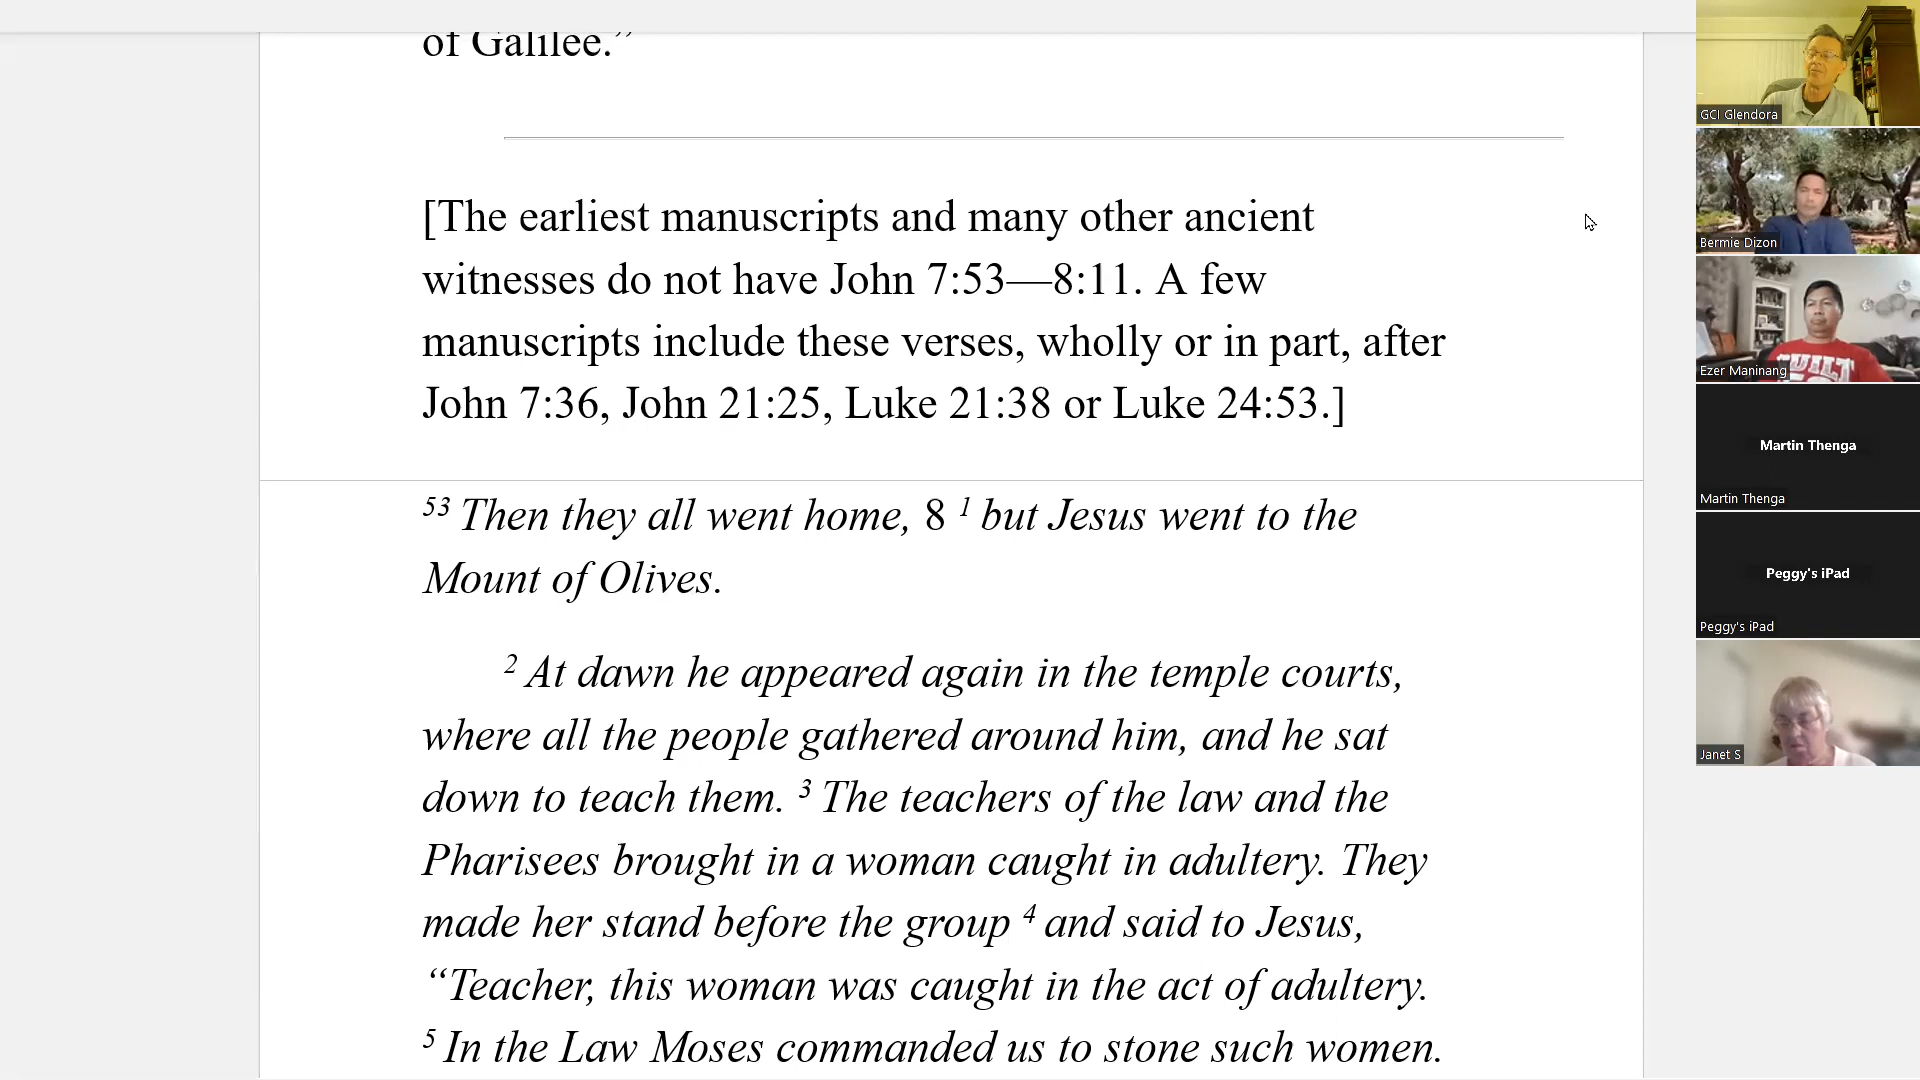 of Galilee.”
[The earliest manuscripts and many other ancient
witnesses do not have John 7:53—8:11. A few
manuscripts include these verses, wholly or in part, after
John 7:36, John 21:25, Luke 21:38 or Luke 24:53.]
53 Then they all went home, 8 1 but Jesus went to the
Mount of Olives.
2 At dawn he appeared again in the temple courts,
where all the people gathered around him, and he sat
down to teach them. 3 The teachers of the law and the
Pharisees brought in a woman caught in adultery. They
made her stand before the group 4 and said to Jesus,
“Teacher, this woman was caught in the act of adultery.
5 In the Law Moses commanded us to stone such women.
GCI Glendora
Bermie Dizon
Ezer Maninang
Martin Thenga
Martin Thenga
Peggy's iPad
Peggy's iPad
Janet S